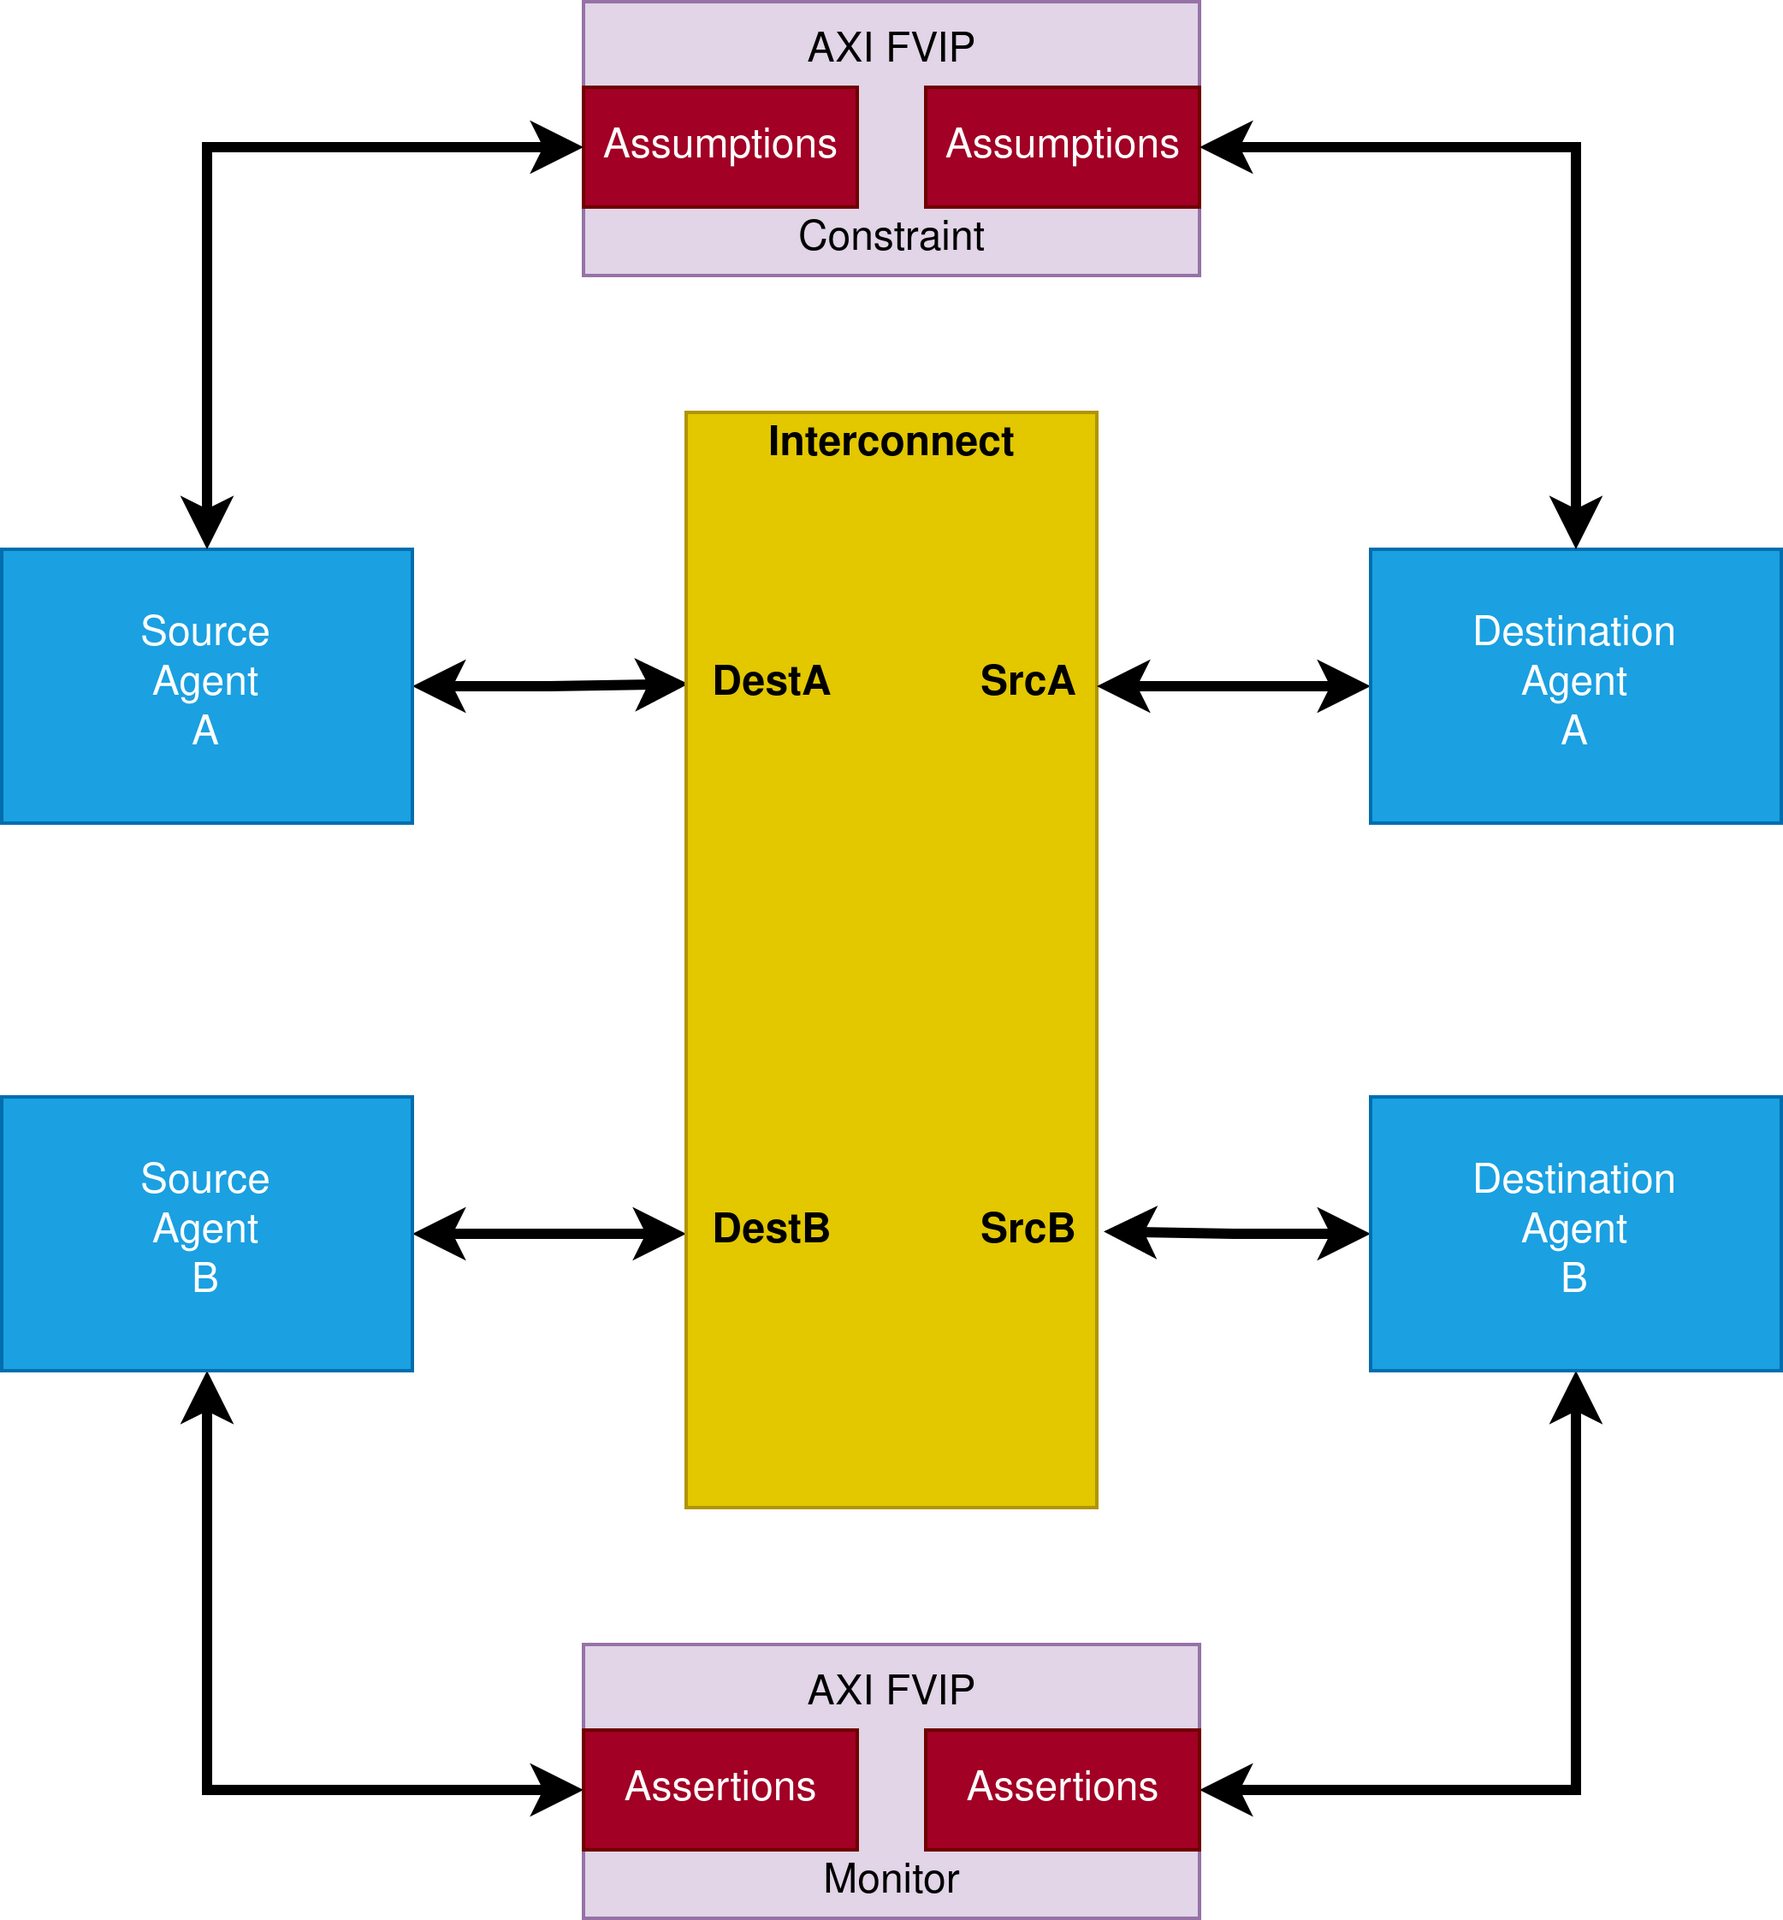 AXI FVIP
Assumptions
Assumptions
Constraint
Interconnect
Source
Agent
A
DestA
SrcA
Destination
Agent
A
Source
Agent
B
DestB
SrcB
Destination
Agent
B
AXI FVIP
Assertions
Assertions
Monitor